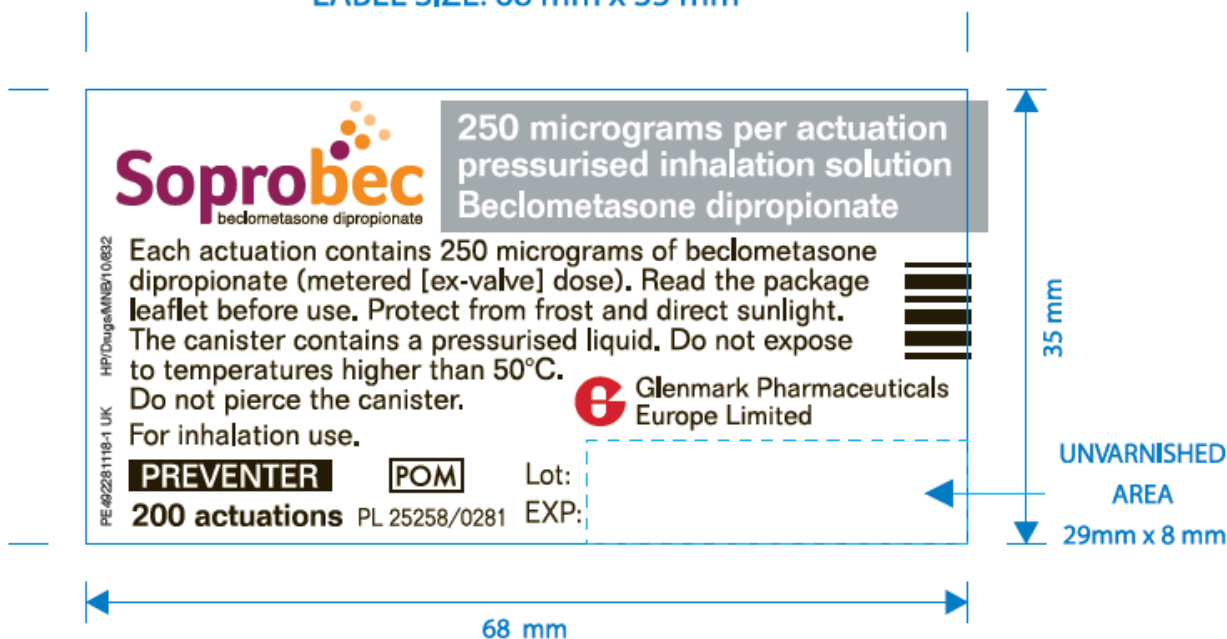 LABEL SIZE: 68 mm x 35 mm
Soprobec
beclometasone dipropionate
250 micrograms per actuation
pressurised inhalation solution
Beclometasone dipropionate
Each actuation contains 250 micrograms of beclometasone
dipropionate (metered [ex-valve] dose). Read the package
leaflet before use. Protect from frost and direct sunlight.
The canister contains a pressurised liquid. Do not expose
to temperatures higher than 50°C.
Do not pierce the canister.
For inhalation use.
Glenmark Pharmaceuticals
Europe Limited
PREVENTER
POM
Lot:
200 actuations PL 25258/0281 EXP:
PE492281118-1 UK HP/Drugs/MNB/10/832
35 mm
UNVARNISHED
AREA
29mm x 8 mm
68 mm